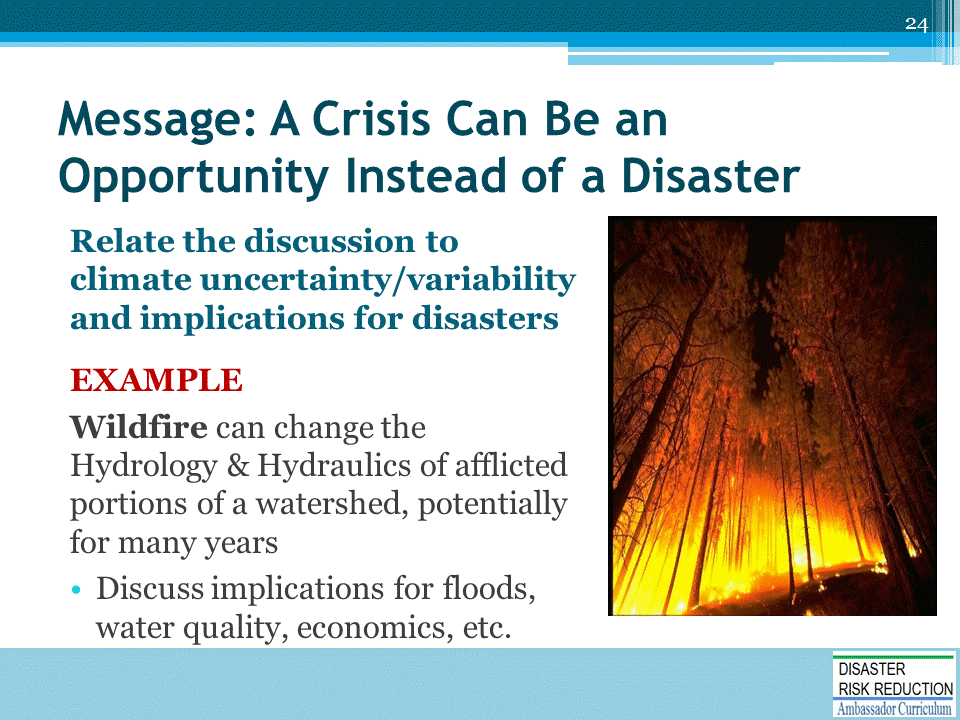 24
Message: A Crisis Can Be an
Opportunity Instead of a Disaster
Relate the discussion to
climate uncertainty/variability
and implications for disasters
EXAMPLE
Wildfire can change the
Hydrology & Hydraulics of afflicted
portions of a watershed, potentially
for many years
• Discuss implications for floods,
water quality, economics, etc.
DISASTER
RISK REDUCTION
Ambassador Curriculum